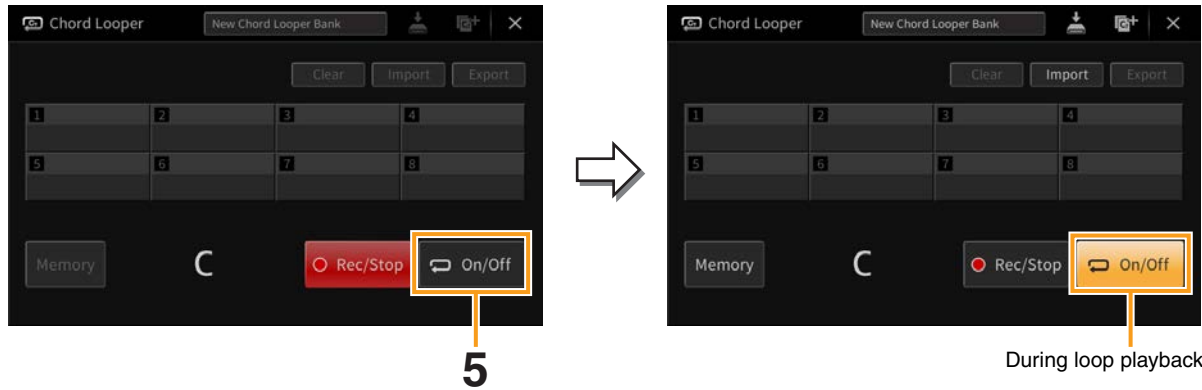 Chord Looper New Chord Looper Bank
Clear Import Export
1 2 3 4
5 6 7 8
Memory C Rec/Stop On/Off
5
Chord Looper New Chord Looper Bank
Clear Import Export
1 2 3 4
5 6 7 8
Memory C Rec/Stop On/Off
During loop playback